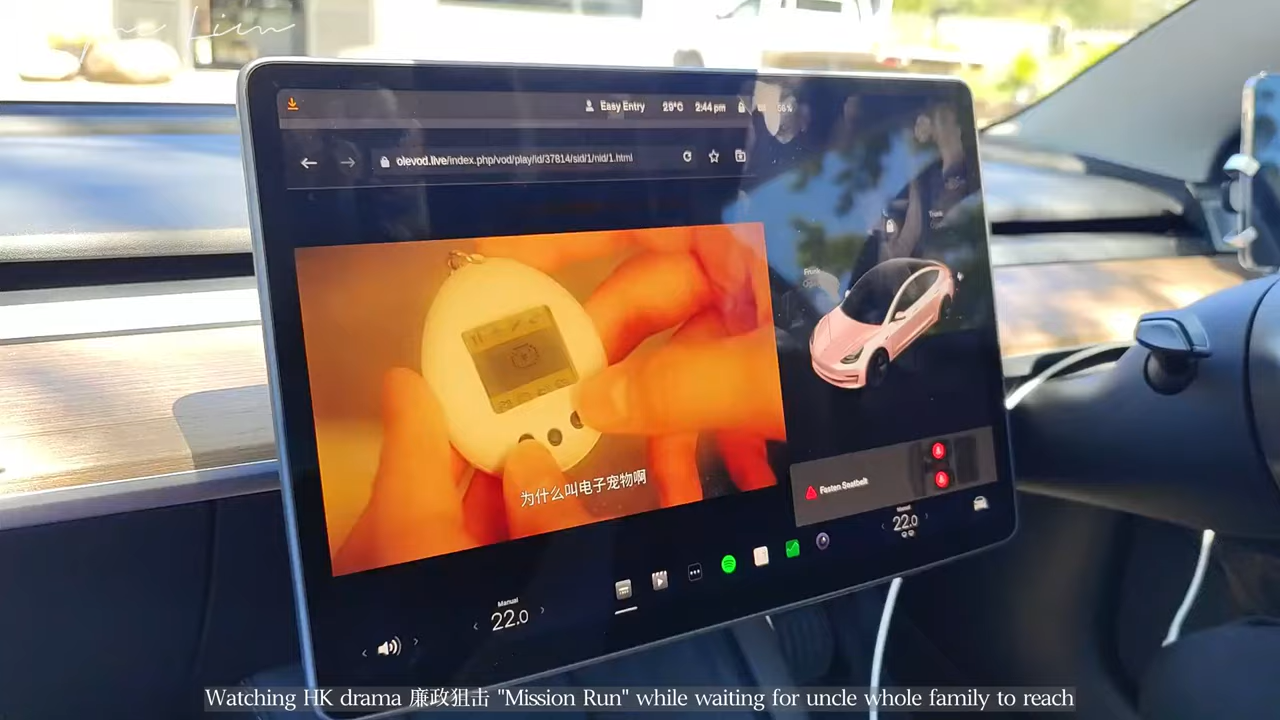 Easy Entry 29°C 2:44 pm
olevod.live/index.php/vod/play/id/37814/sid/1/nid/1.html
为什么叫电子宠物啊
Fasten Seatbelt
Manual
22.0
Manual
22.0
Watching HK drama 廉政狙击 "Mission Run" while waiting for uncle whole family to reach